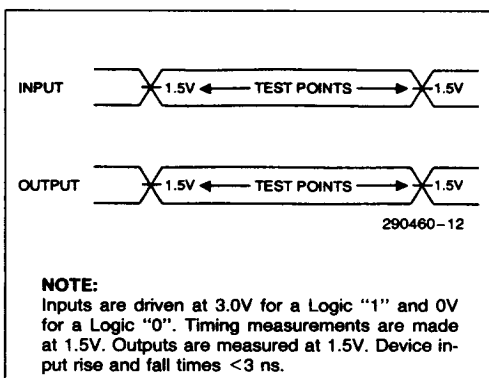 INPUT 1.5V TEST POINTS 1.5V
OUTPUT 1.5V TEST POINTS 1.5V
290460-12
NOTE:
Inputs are driven at 3.0V for a Logic “1” and 0V
for a Logic “0”. Timing measurements are made
at 1.5V. Outputs are measured at 1.5V. Device in-
put rise and fall times <3 ns.